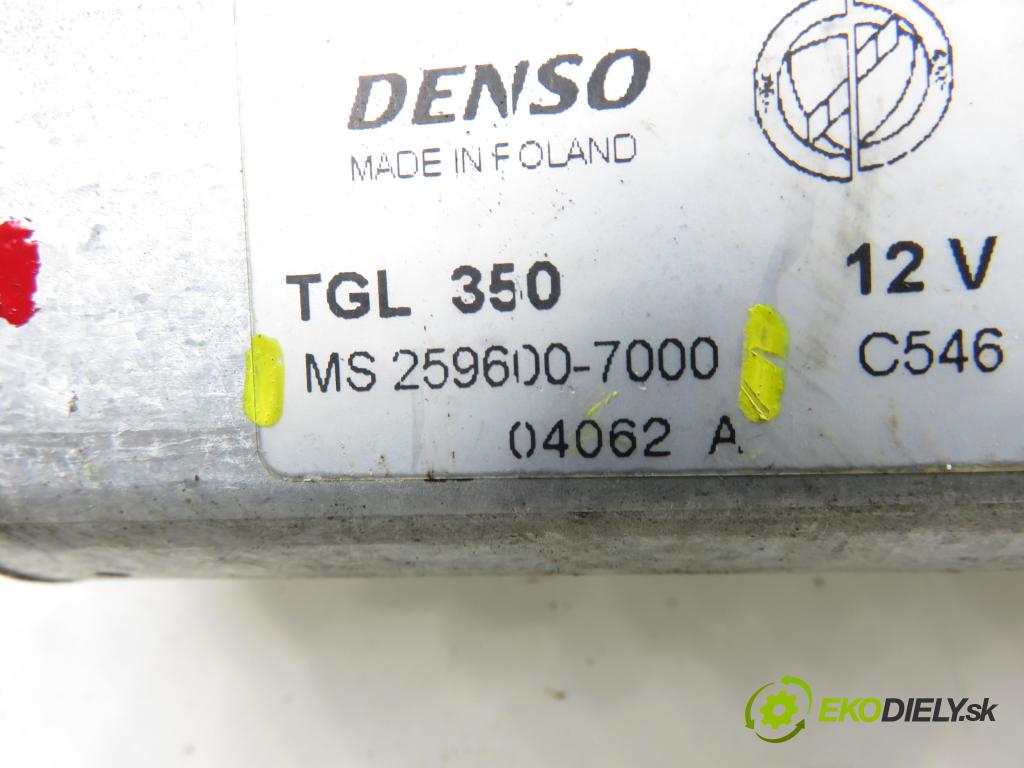 DENSO
MADE IN POLAND
TGL 350
12 V
MS 259600-7000
C546
04062 A
EKODIELY.sk